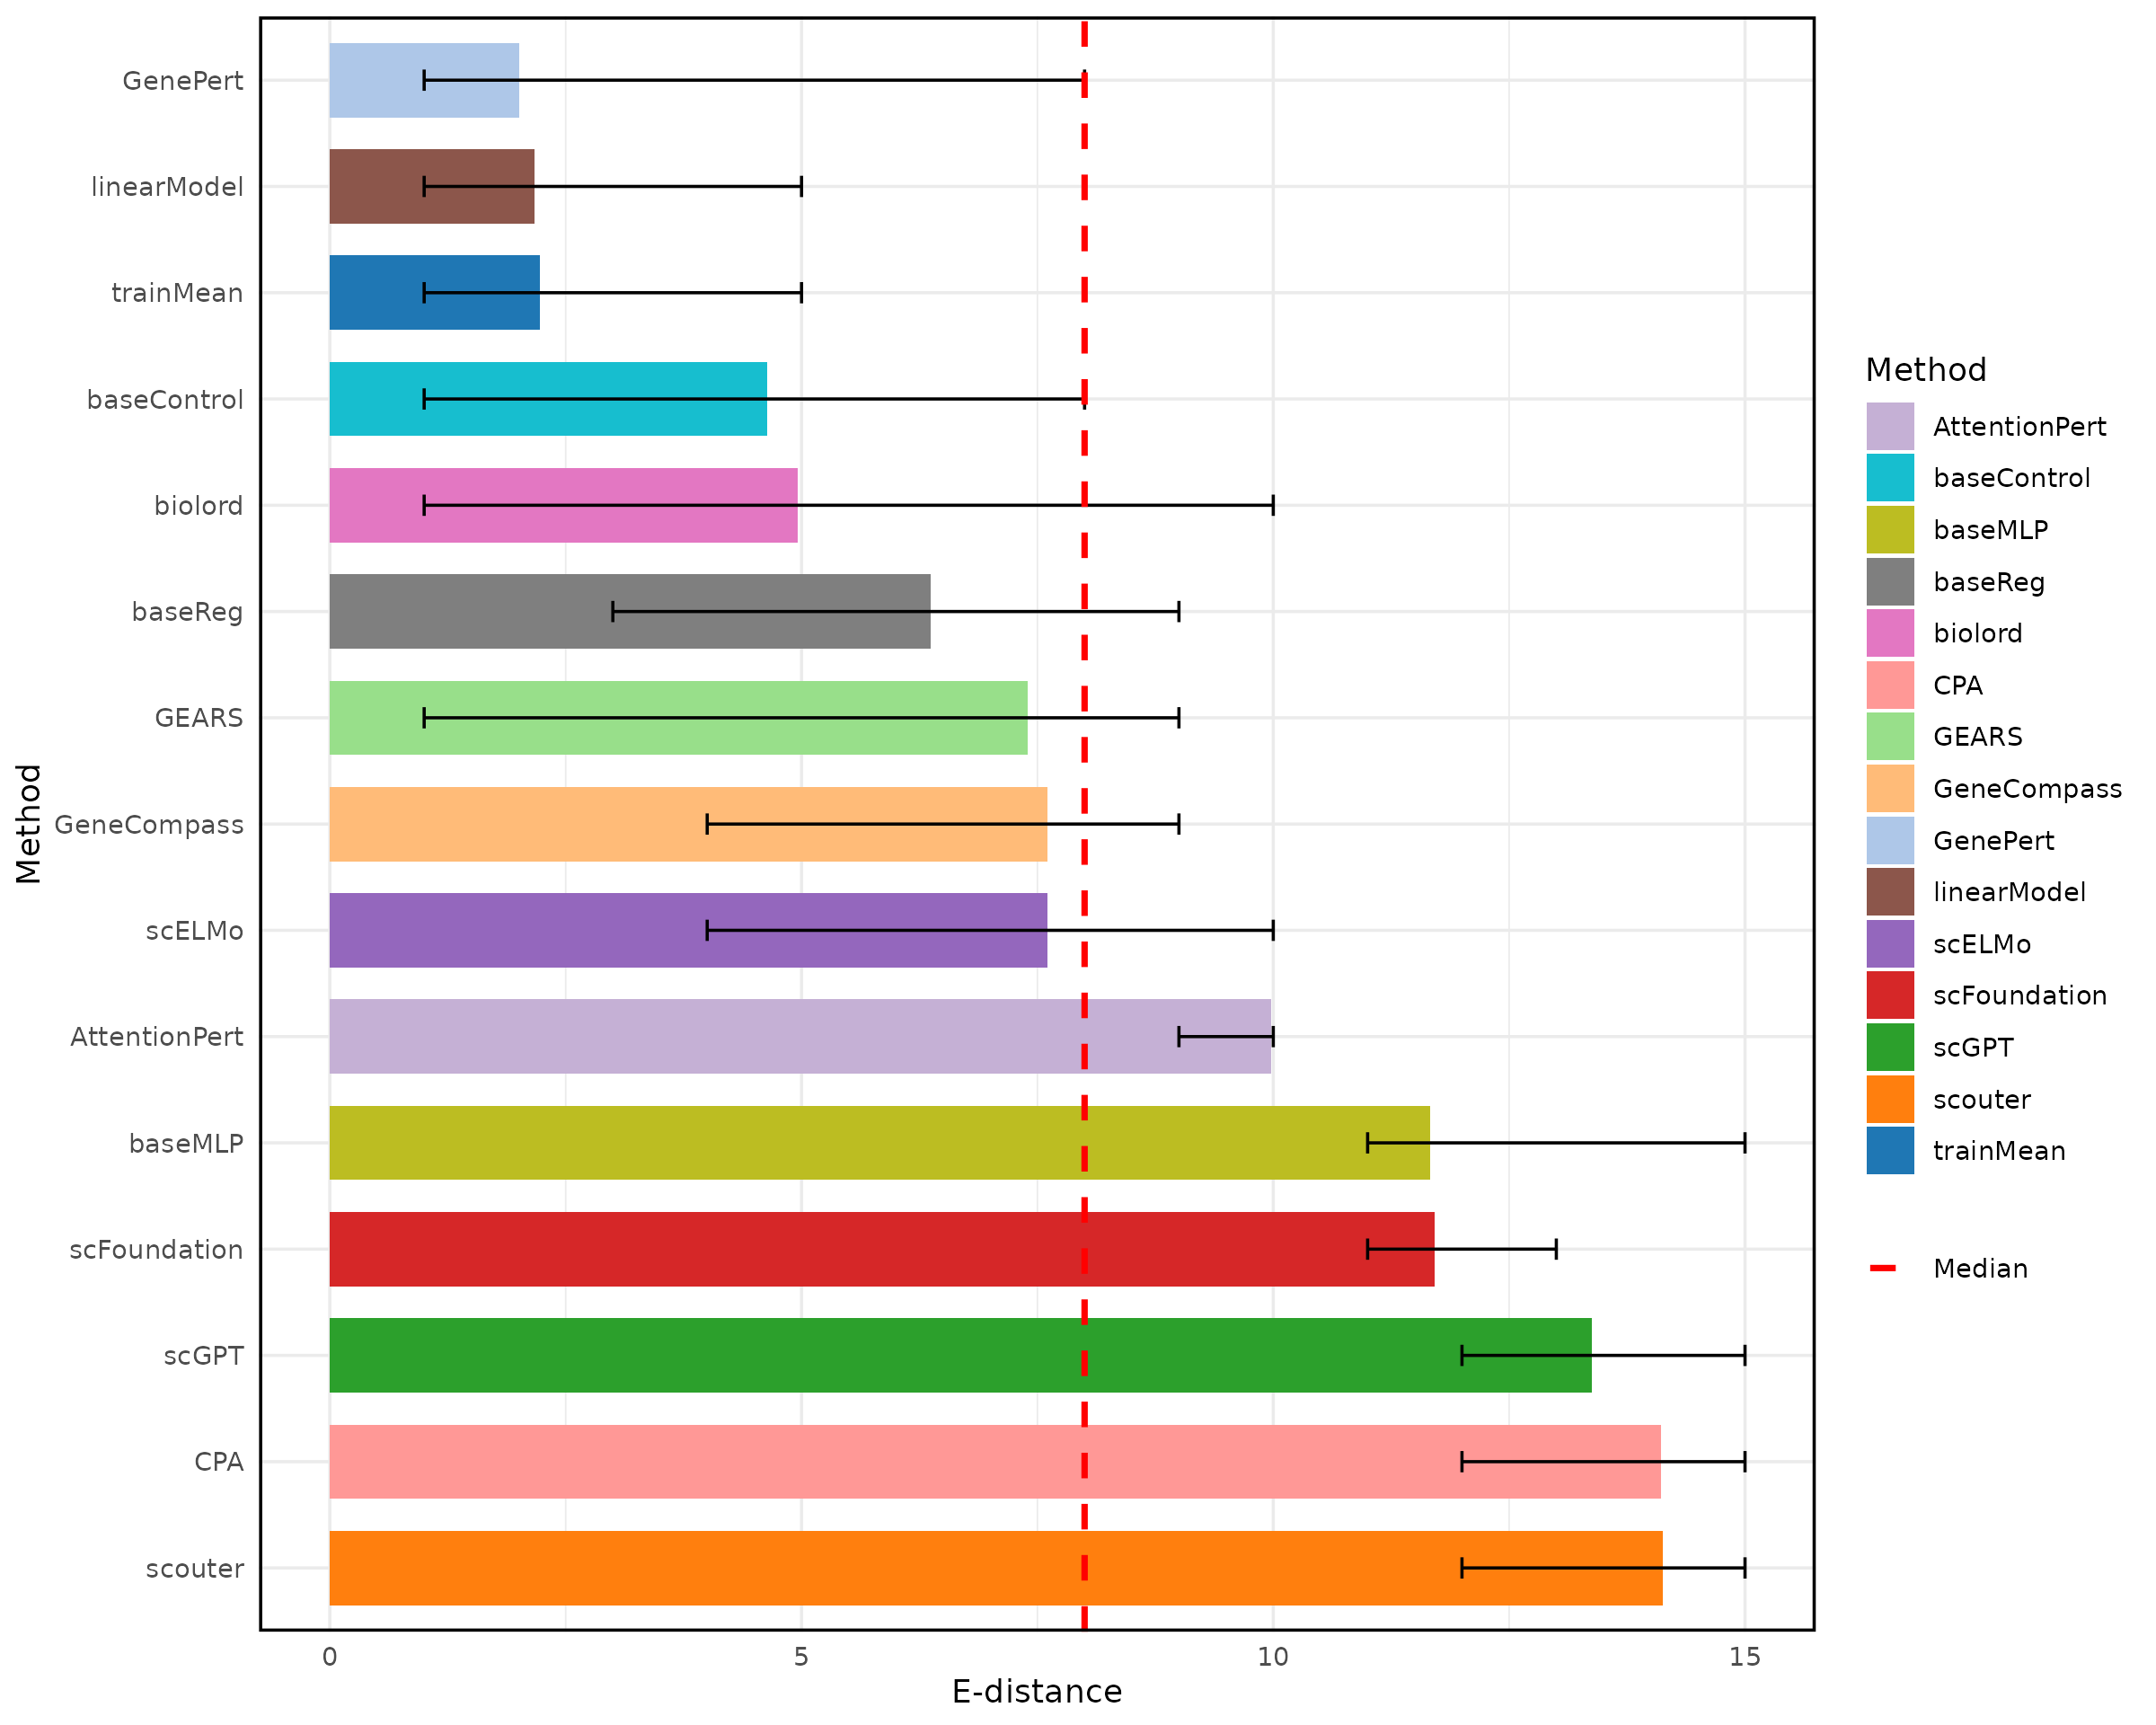 Method
GenePert
linearModel
trainMean
baseControl
biolord
baseReg
GEARS
GeneCompass
scELMo
AttentionPert
baseMLP
scFoundation
scGPT
CPA
scouter
0 5 10 15
E-distance
Method
AttentionPert
baseControl
baseMLP
baseReg
biolord
CPA
GEARS
GeneCompass
GenePert
linearModel
scELMo
scFoundation
scGPT
scouter
trainMean
Median